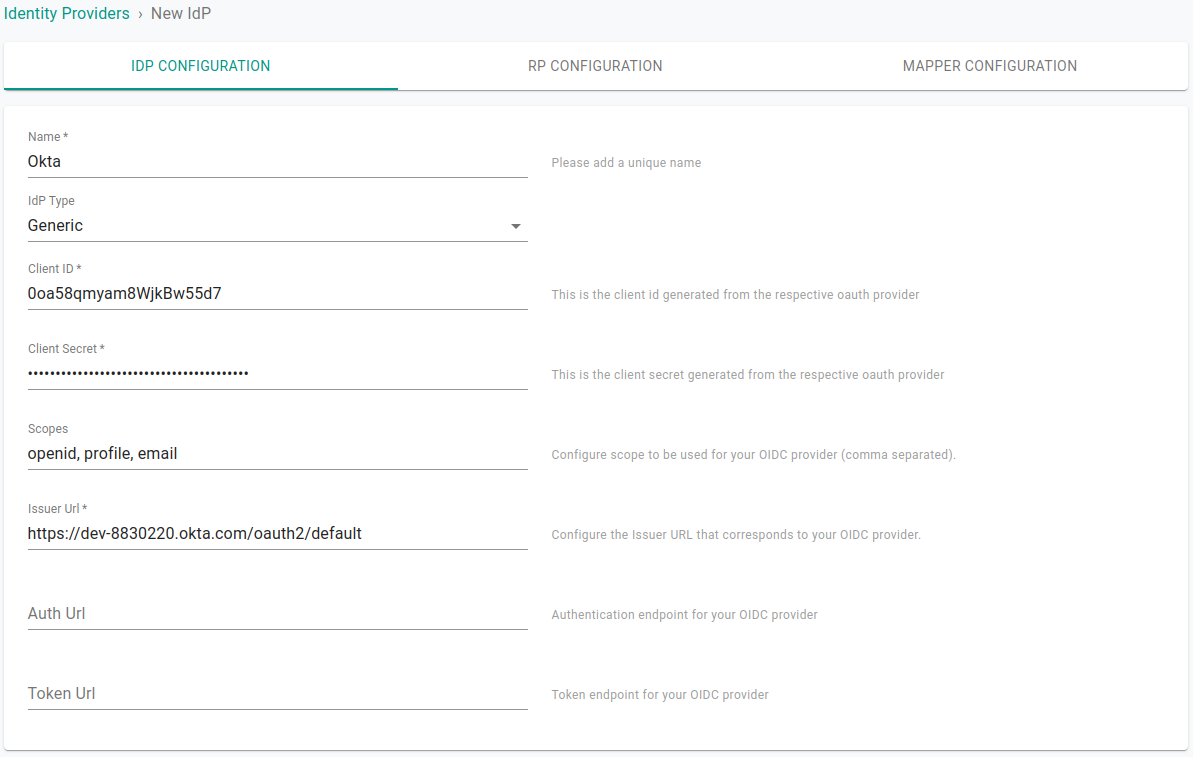 Identity Providers › New IdP
IDP CONFIGURATION RP CONFIGURATION MAPPER CONFIGURATION
Name *
Okta Please add a unique name
IdP Type
Generic
Client ID *
0oa58qmyam8WjkBw55d7 This is the client id generated from the respective oauth provider
Client Secret *
•••••••••••••••••••••••••••••••••••••••• This is the client secret generated from the respective oauth provider
Scopes
openid, profile, email Configure scope to be used for your OIDC provider (comma separated).
Issuer Url *
https://dev-8830220.okta.com/oauth2/default Configure the Issuer URL that corresponds to your OIDC provider.
Auth Url Authentication endpoint for your OIDC provider
Token Url Token endpoint for your OIDC provider